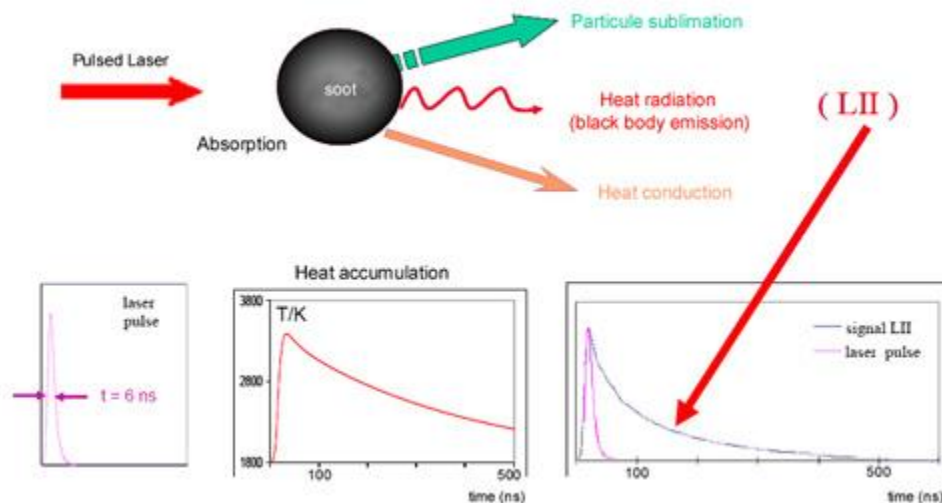 Particule sublimation
Pulsed Laser
soot
Heat radiation
(black body emission)
( LII )
Absorption
Heat conduction
Heat accumulation
laser
pulse
t = 6 ns
3800
T/K
2800
1800
100
500
time (ns)
signal LII
laser pulse
100
500
time (ns)